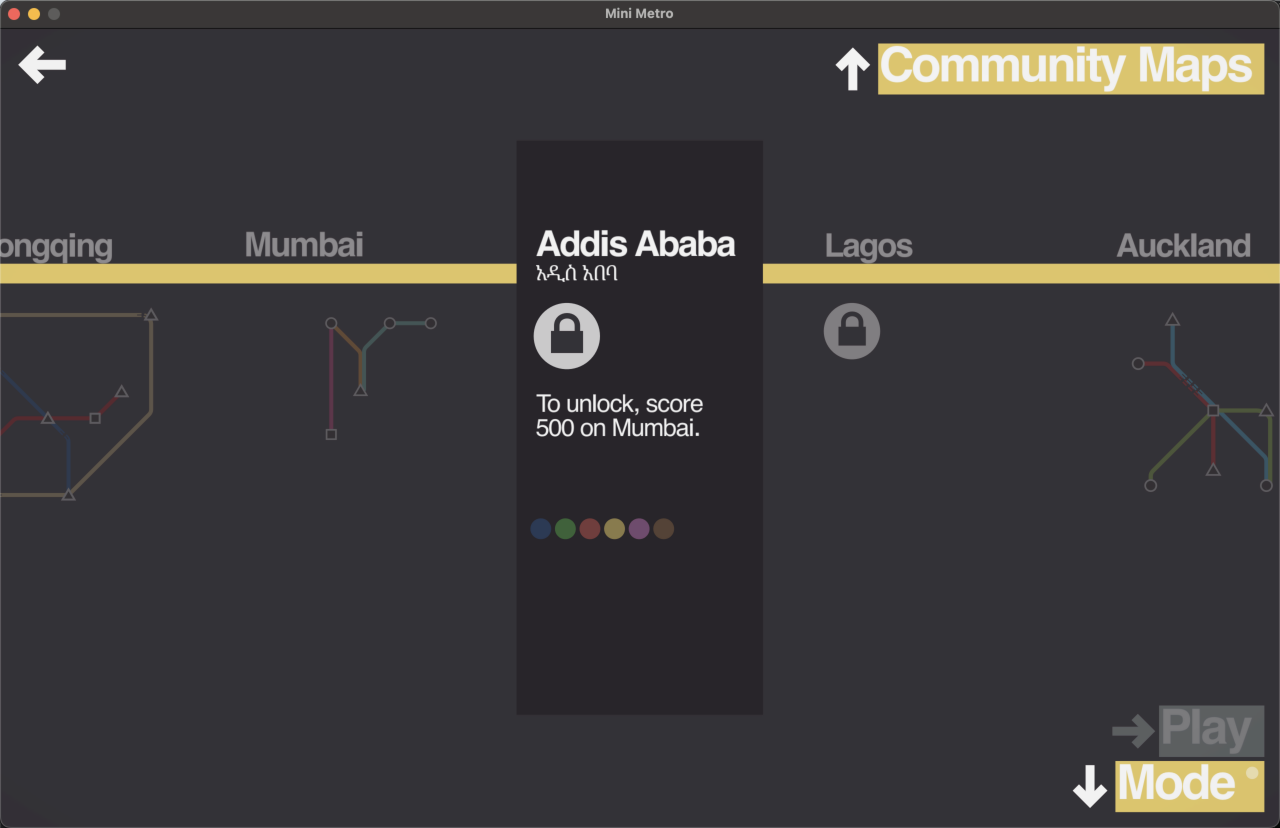 Mini Metro
Community Maps
ongqing
Mumbai
Addis Ababa
አዲስ አበባ
Lagos
Auckland
To unlock, score
500 on Mumbai.
Play
Mode